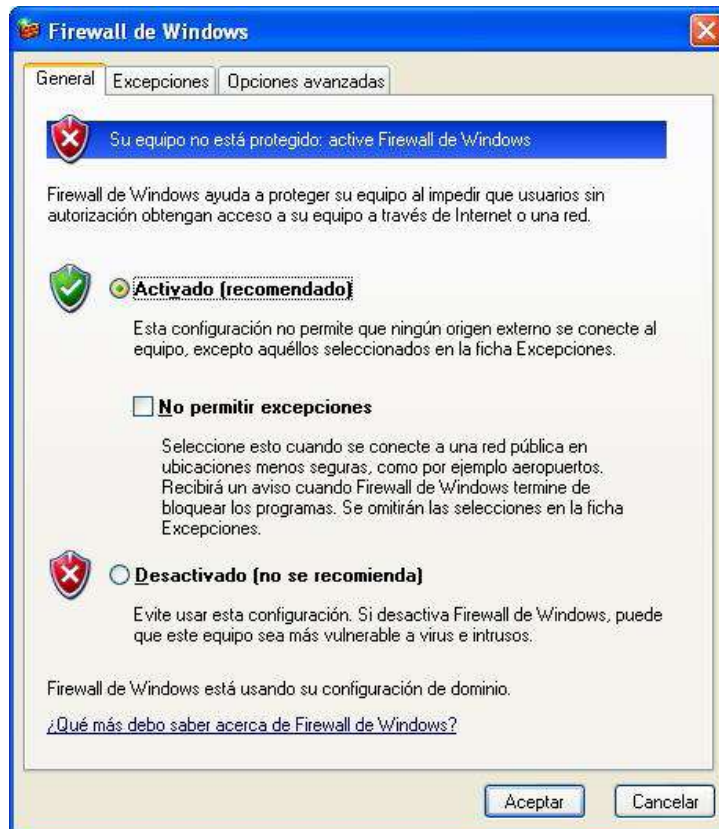 Firewall de Windows
General
Excepciones
Opciones avanzadas
Su equipo no está protegido: active Firewall de Windows
Firewall de Windows ayuda a proteger su equipo al impedir que usuarios sin
autorización obtengan acceso a su equipo a través de Internet o una red.
Activado (recomendado)
Esta configuración no permite que ningún origen externo se conecte al
equipo, excepto aquéllos seleccionados en la ficha Excepciones.
No permitir excepciones
Seleccione esto cuando se conecte a una red pública en
ubicaciones menos seguras, como por ejemplo aeropuertos.
Recibirá un aviso cuando Firewall de Windows termine de
bloquear los programas. Se omitirán las selecciones en la ficha
Excepciones.
Desactivado (no se recomienda)
Evite usar esta configuración. Si desactiva Firewall de Windows, puede
que este equipo sea más vulnerable a virus e intrusos.
Firewall de Windows está usando su configuración de dominio.
¿Qué más debo saber acerca de Firewall de Windows?
Aceptar
Cancelar